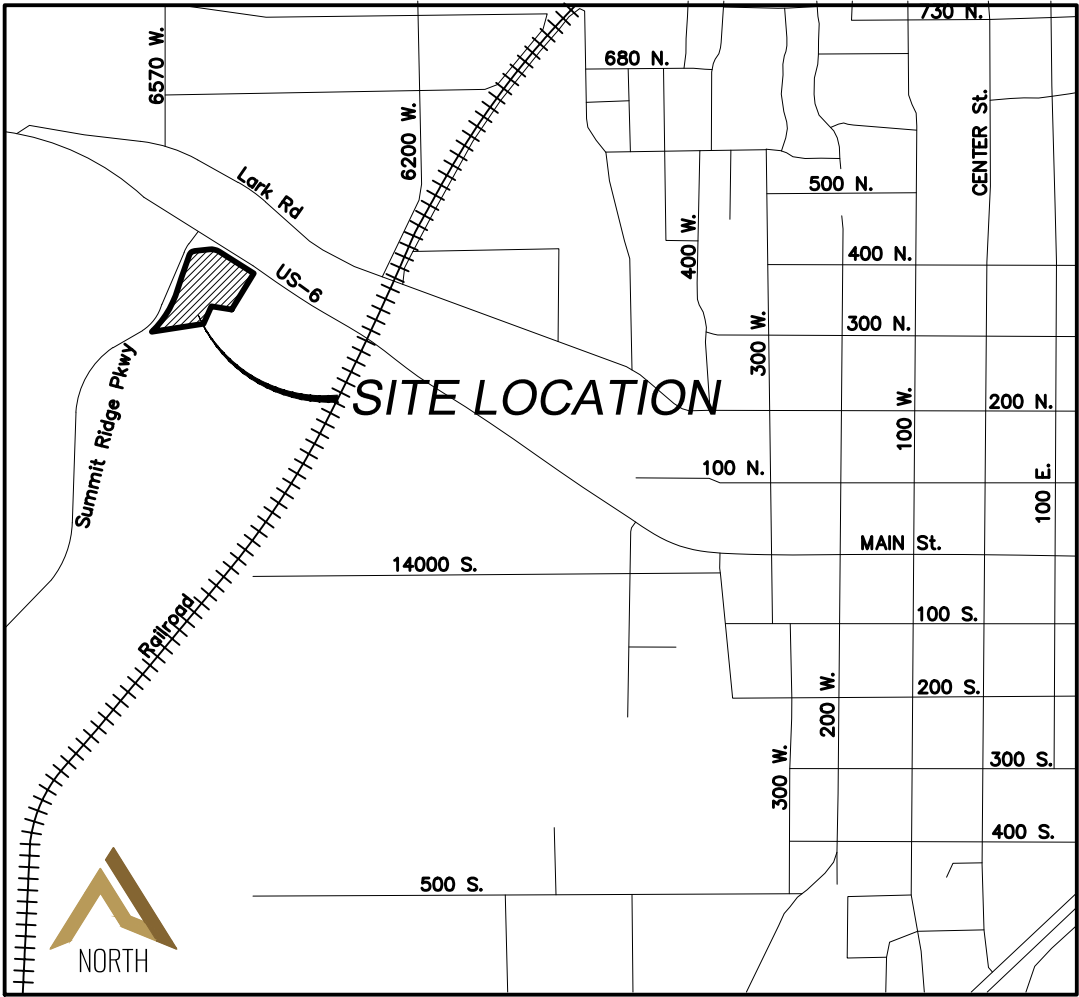 730 N.
6570 W.
680 N.
6200 W.
CENTER St.
Lark Rd
500 N.
400 W.
400 N.
US-6
300 N.
300 W.
Summit Ridge Pkwy
SITE LOCATION
100 W.
200 N.
100 N.
100 E.
MAIN St.
14000 S.
Railroad
100 S.
200 W.
200 S.
300 W.
300 S.
400 S.
500 S.
NORTH